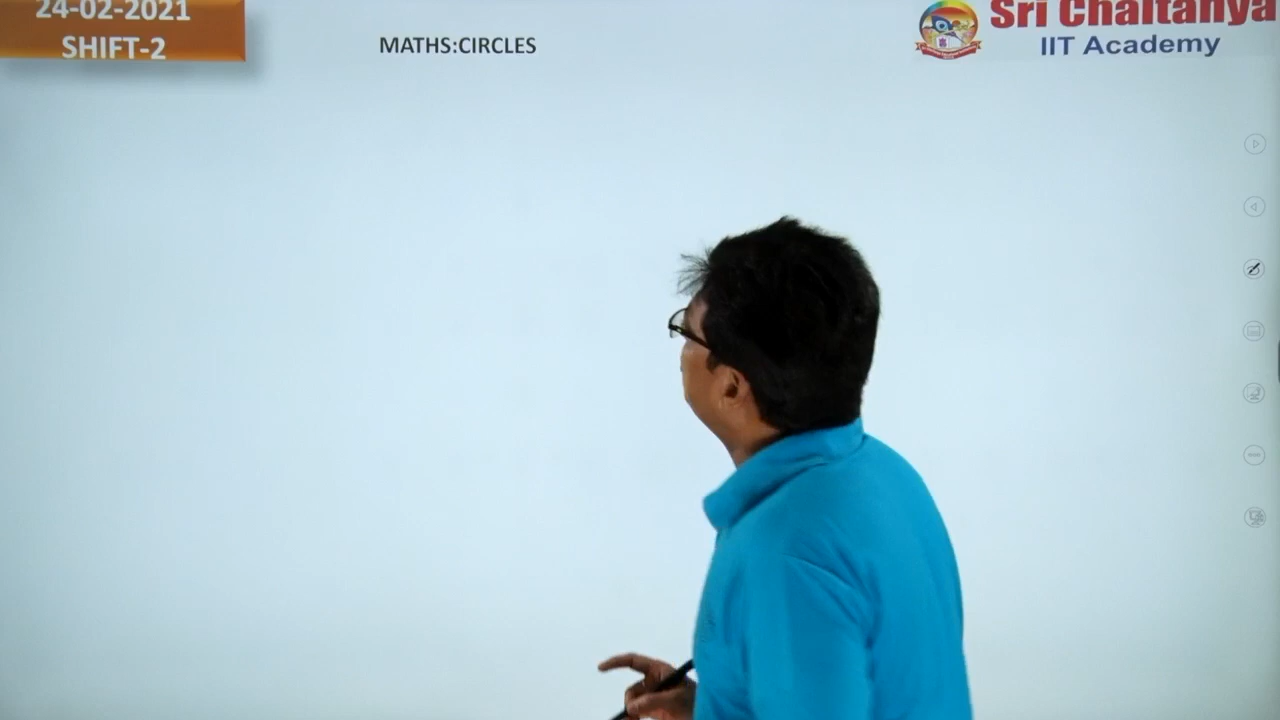 24-02-2021
SHIFT-2
MATHS:CIRCLES
Sri Chaitanya
IIT Academy